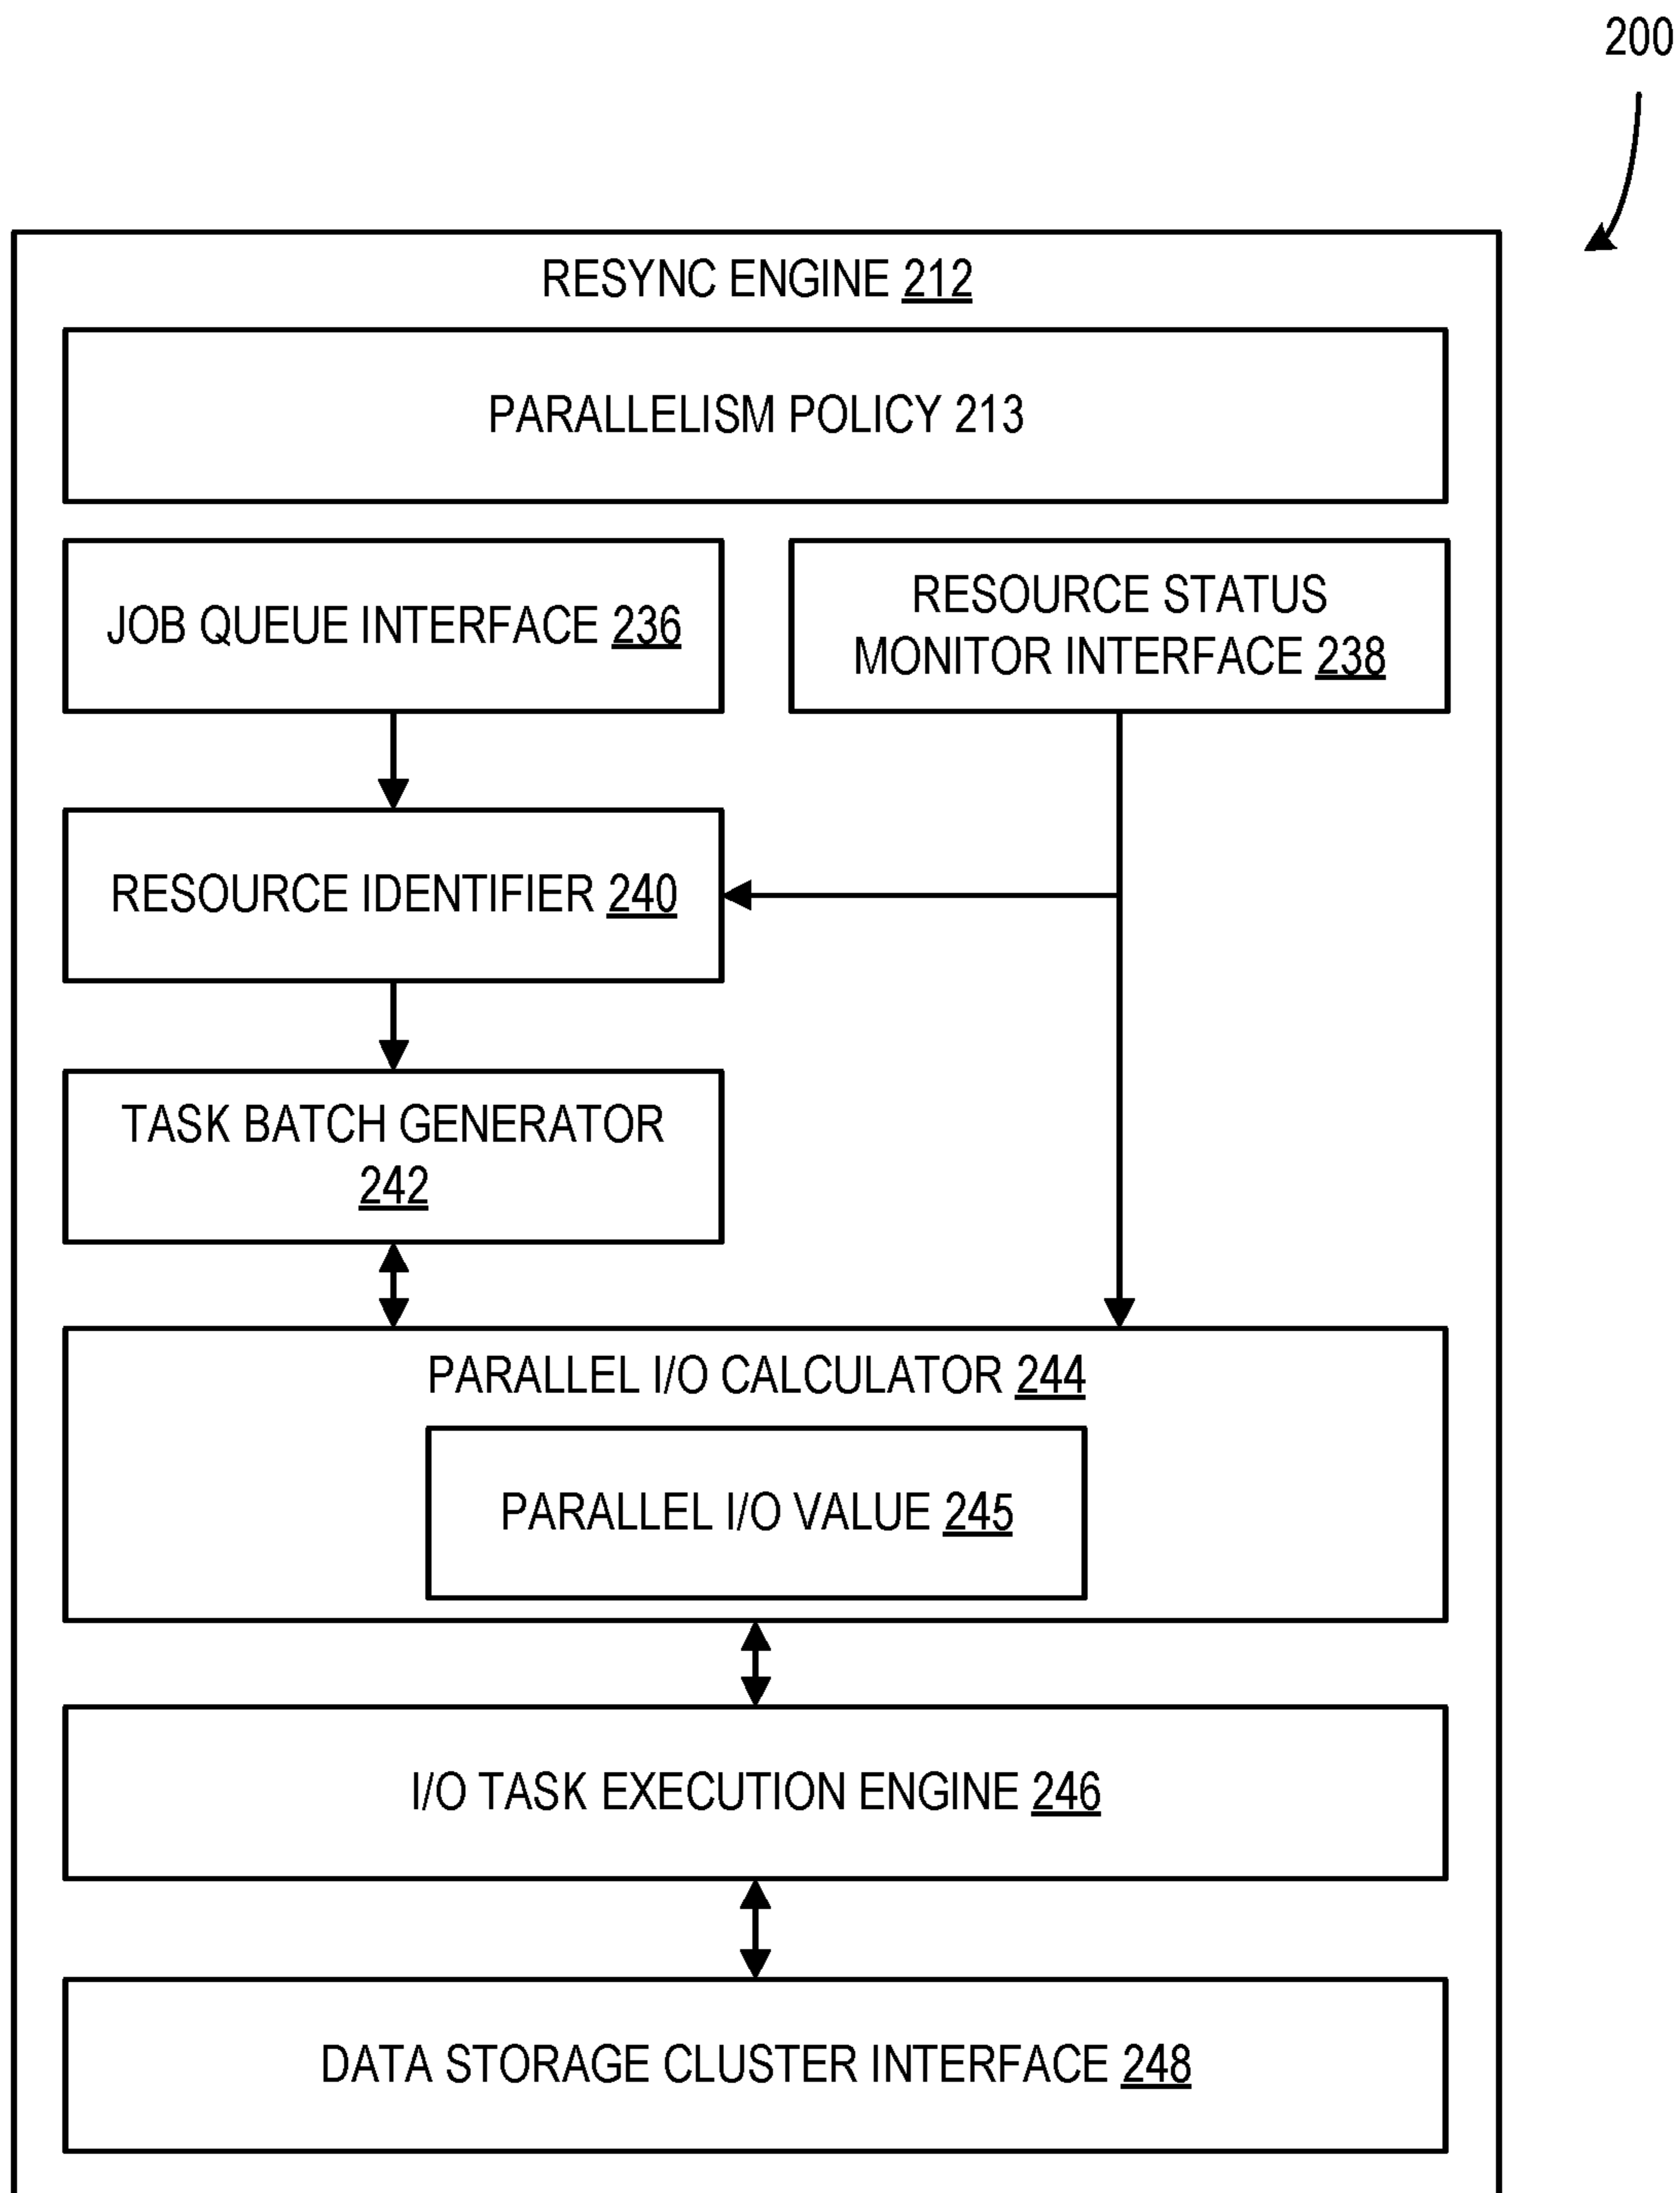 200
RESYNC ENGINE 212
PARALLELISM POLICY 213
JOB QUEUE INTERFACE 236
RESOURCE STATUS
MONITOR INTERFACE 238
RESOURCE IDENTIFIER 240
TASK BATCH GENERATOR
242
PARALLEL I/O CALCULATOR 244
PARALLEL I/O VALUE 245
I/O TASK EXECUTION ENGINE 246
DATA STORAGE CLUSTER INTERFACE 248